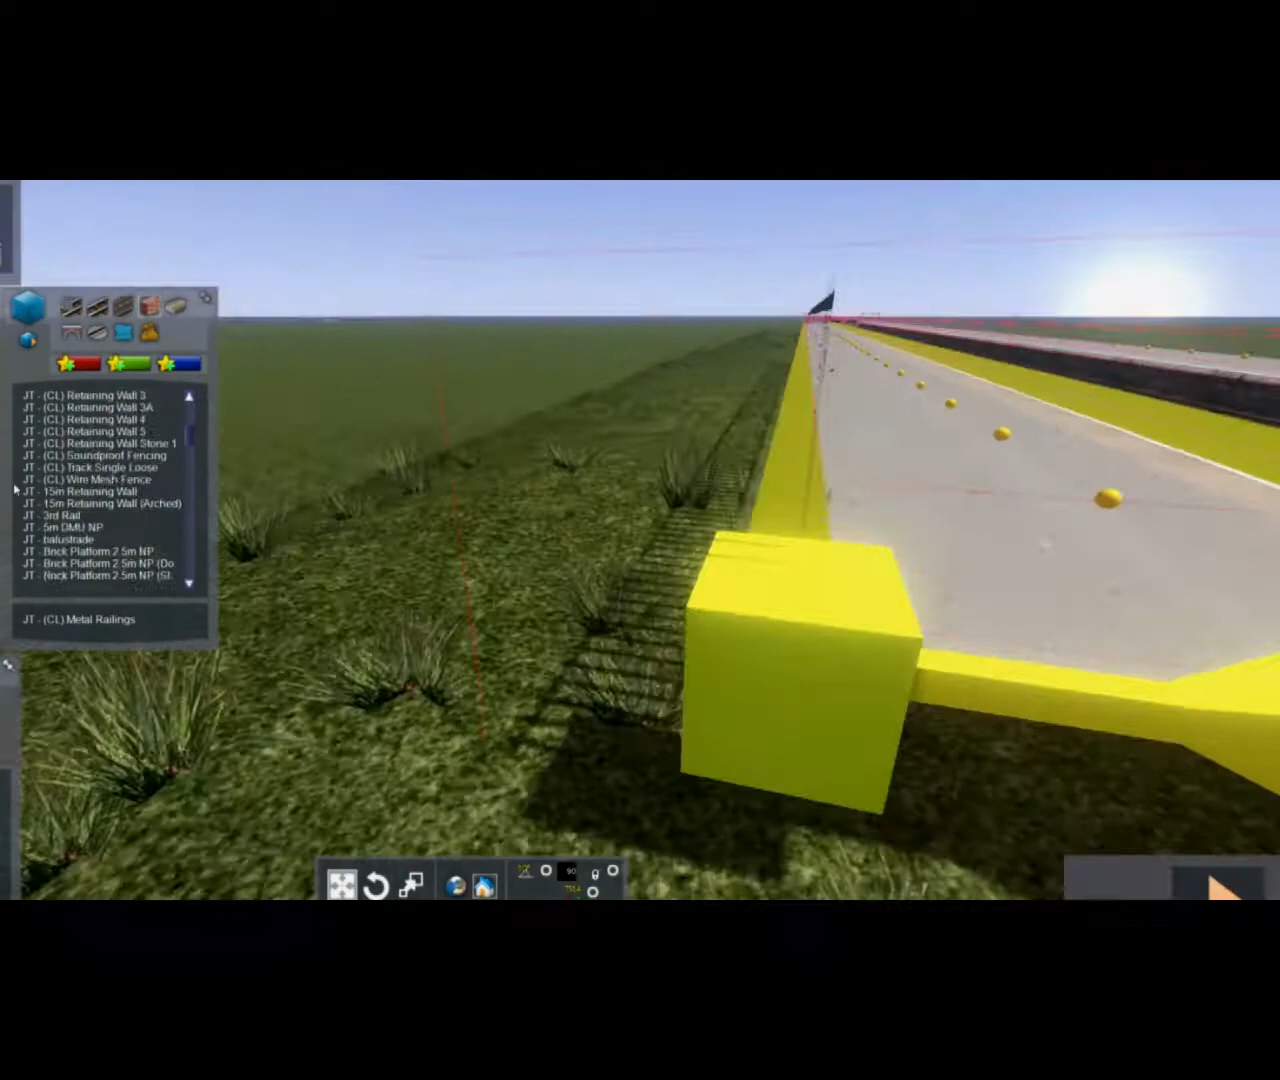 JT - (CL) Retaining Wall 3
JT - (CL) Retaining Wall 3A
JT - (CL) Retaining Wall 4
JT - (CL) Retaining Wall 5
JT - (CL) Retaining Wall Stone 1
JT - (CL) Soundproof Fencing
JT - (CL) Track Single Loose
JT - (CL) Wire Mesh Fence
JT - 15m Retaining Wall
JT - 15m Retaining Wall (Arched)
JT - 3rd Rail
JT - 5m DMU NP
JT - balustrade
JT - Brick Platform 2.5m NP
JT - Brick Platform 2.5m NP (Do
JT - Brick Platform 2.5m NP (Sl.
JT - (CL) Metal Railings
90